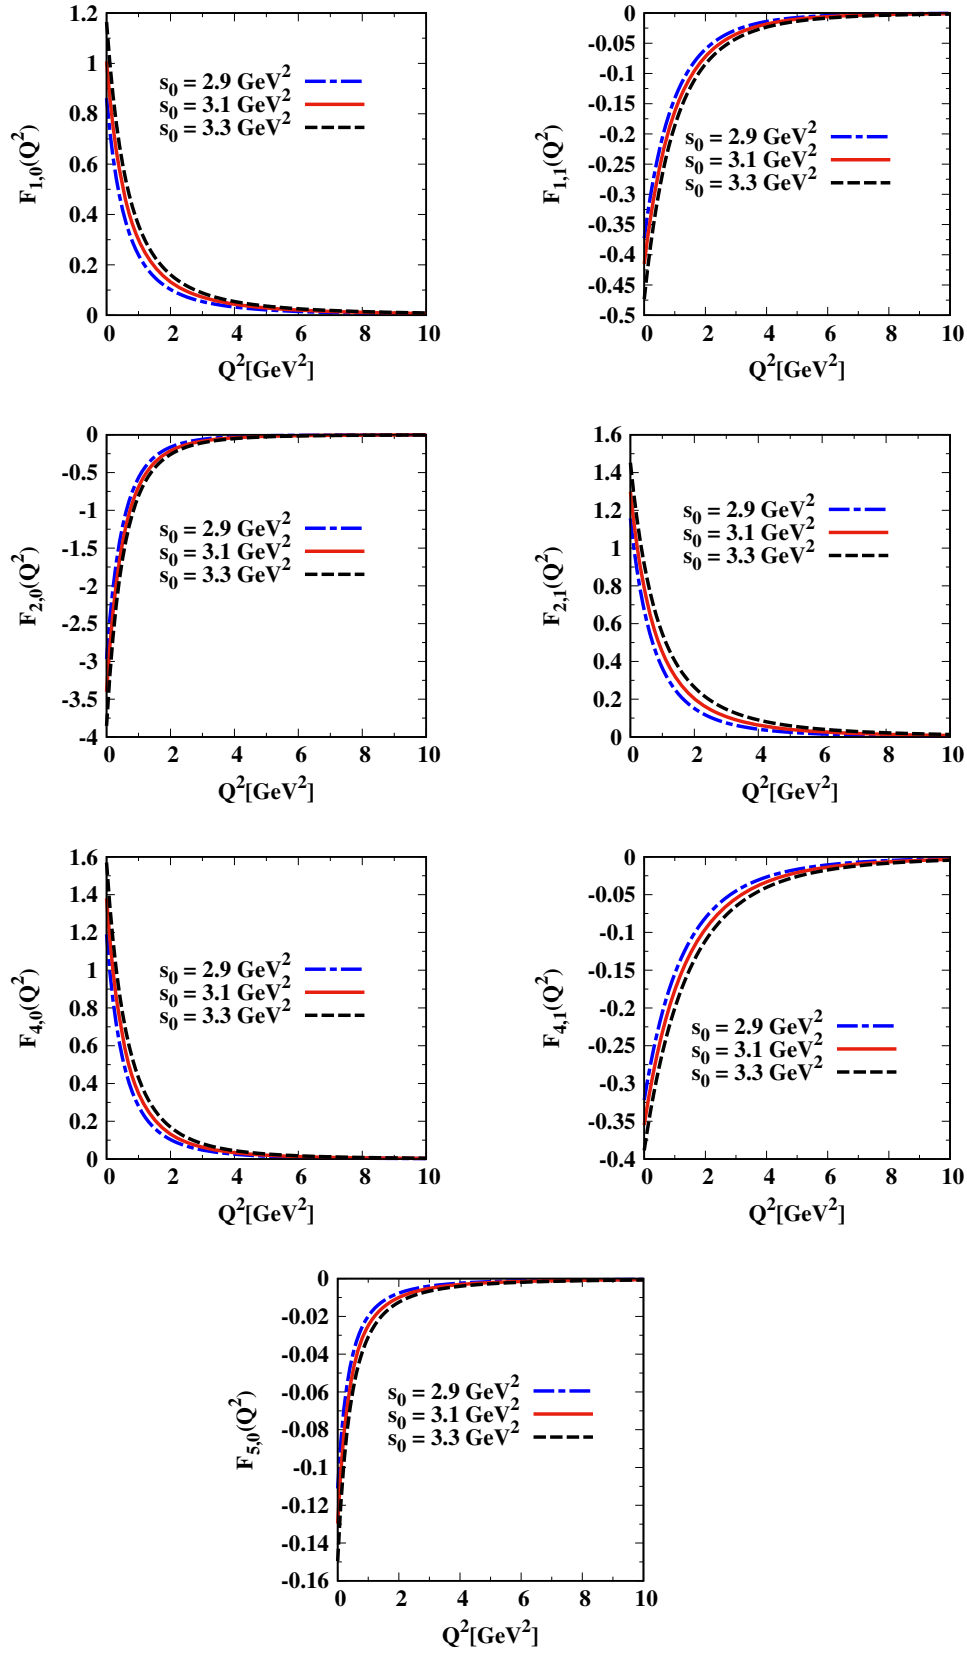 1.2
1
0.8
0.6
0.4
0.2
0
0 2 4 6 8 10
F1,0(Q2)
Q2[GeV2]
s0 = 2.9 GeV2
s0 = 3.1 GeV2
s0 = 3.3 GeV2
0
-0.05
-0.1
-0.15
-0.2
-0.25
-0.3
-0.35
-0.4
-0.45
-0.5
0 2 4 6 8 10
F1,1(Q2)
Q2[GeV2]
s0 = 2.9 GeV2
s0 = 3.1 GeV2
s0 = 3.3 GeV2
0
-0.5
-1
-1.5
-2
-2.5
-3
-3.5
-4
0 2 4 6 8 10
F2,0(Q2)
Q2[GeV2]
s0 = 2.9 GeV2
s0 = 3.1 GeV2
s0 = 3.3 GeV2
1.6
1.4
1.2
1
0.8
0.6
0.4
0.2
0
0 2 4 6 8 10
F2,1(Q2)
Q2[GeV2]
s0 = 2.9 GeV2
s0 = 3.1 GeV2
s0 = 3.3 GeV2
1.6
1.4
1.2
1
0.8
0.6
0.4
0.2
0
0 2 4 6 8 10
F4,0(Q2)
Q2[GeV2]
s0 = 2.9 GeV2
s0 = 3.1 GeV2
s0 = 3.3 GeV2
0
-0.05
-0.1
-0.15
-0.2
-0.25
-0.3
-0.35
-0.4
0 2 4 6 8 10
F4,1(Q2)
Q2[GeV2]
s0 = 2.9 GeV2
s0 = 3.1 GeV2
s0 = 3.3 GeV2
0
-0.02
-0.04
-0.06
-0.08
-0.1
-0.12
-0.14
-0.16
0 2 4 6 8 10
F5,0(Q2)
Q2[GeV2]
s0 = 2.9 GeV2
s0 = 3.1 GeV2
s0 = 3.3 GeV2